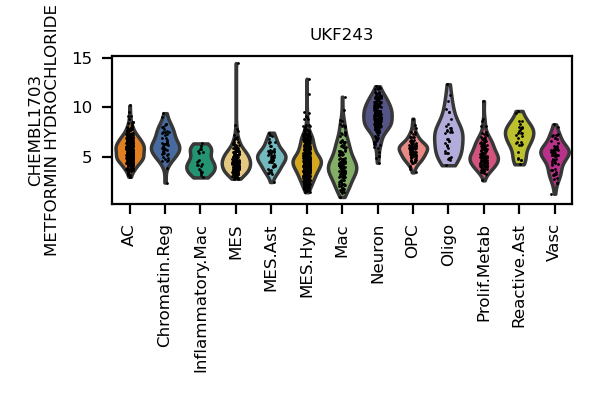 UKF243
CHEMBL1703
METFORMIN HYDROCHLORIDE
15
10
5
AC
Chromatin.Reg
Inflammatory.Mac
MES
MES.Ast
MES.Hyp
Mac
Neuron
OPC
Oligo
Prolif.Metab
Reactive.Ast
Vasc